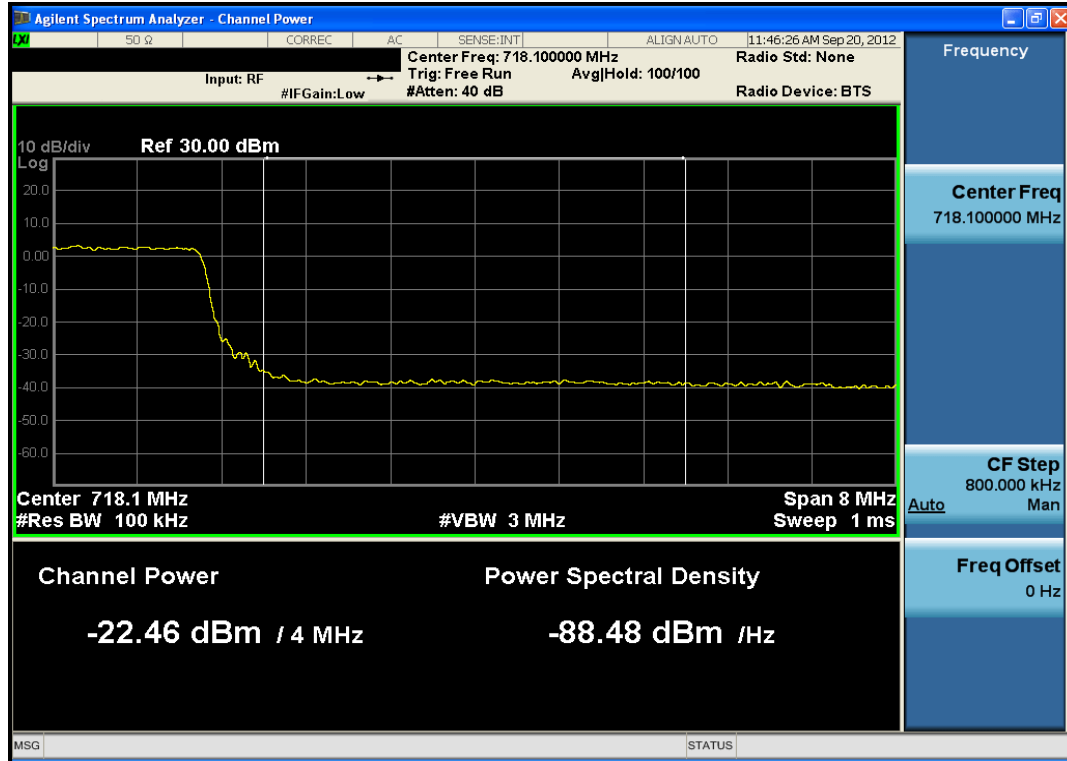 Agilent Spectrum Analyzer - Channel Power
LXI 50 Ω CORREC AC SENSE:INT ALIGN AUTO 11:46:26 AM Sep 20, 2012
Center Freq: 718.100000 MHz Radio Std: None
Input: RF Trig: Free Run Avg|Hold: 100/100
#IFGain:Low #Atten: 40 dB Radio Device: BTS
10 dB/div Ref 30.00 dBm
Log
20.0
10.0
0.00
-10.0
-20.0
-30.0
-40.0
-50.0
-60.0
Center 718.1 MHz Span 8 MHz
#Res BW 100 kHz #VBW 3 MHz Sweep 1 ms
Channel Power Power Spectral Density
-22.46 dBm / 4 MHz -88.48 dBm /Hz
MSG STATUS
Frequency
Center Freq
718.100000 MHz
CF Step
800.000 kHz
Auto Man
Freq Offset
0 Hz